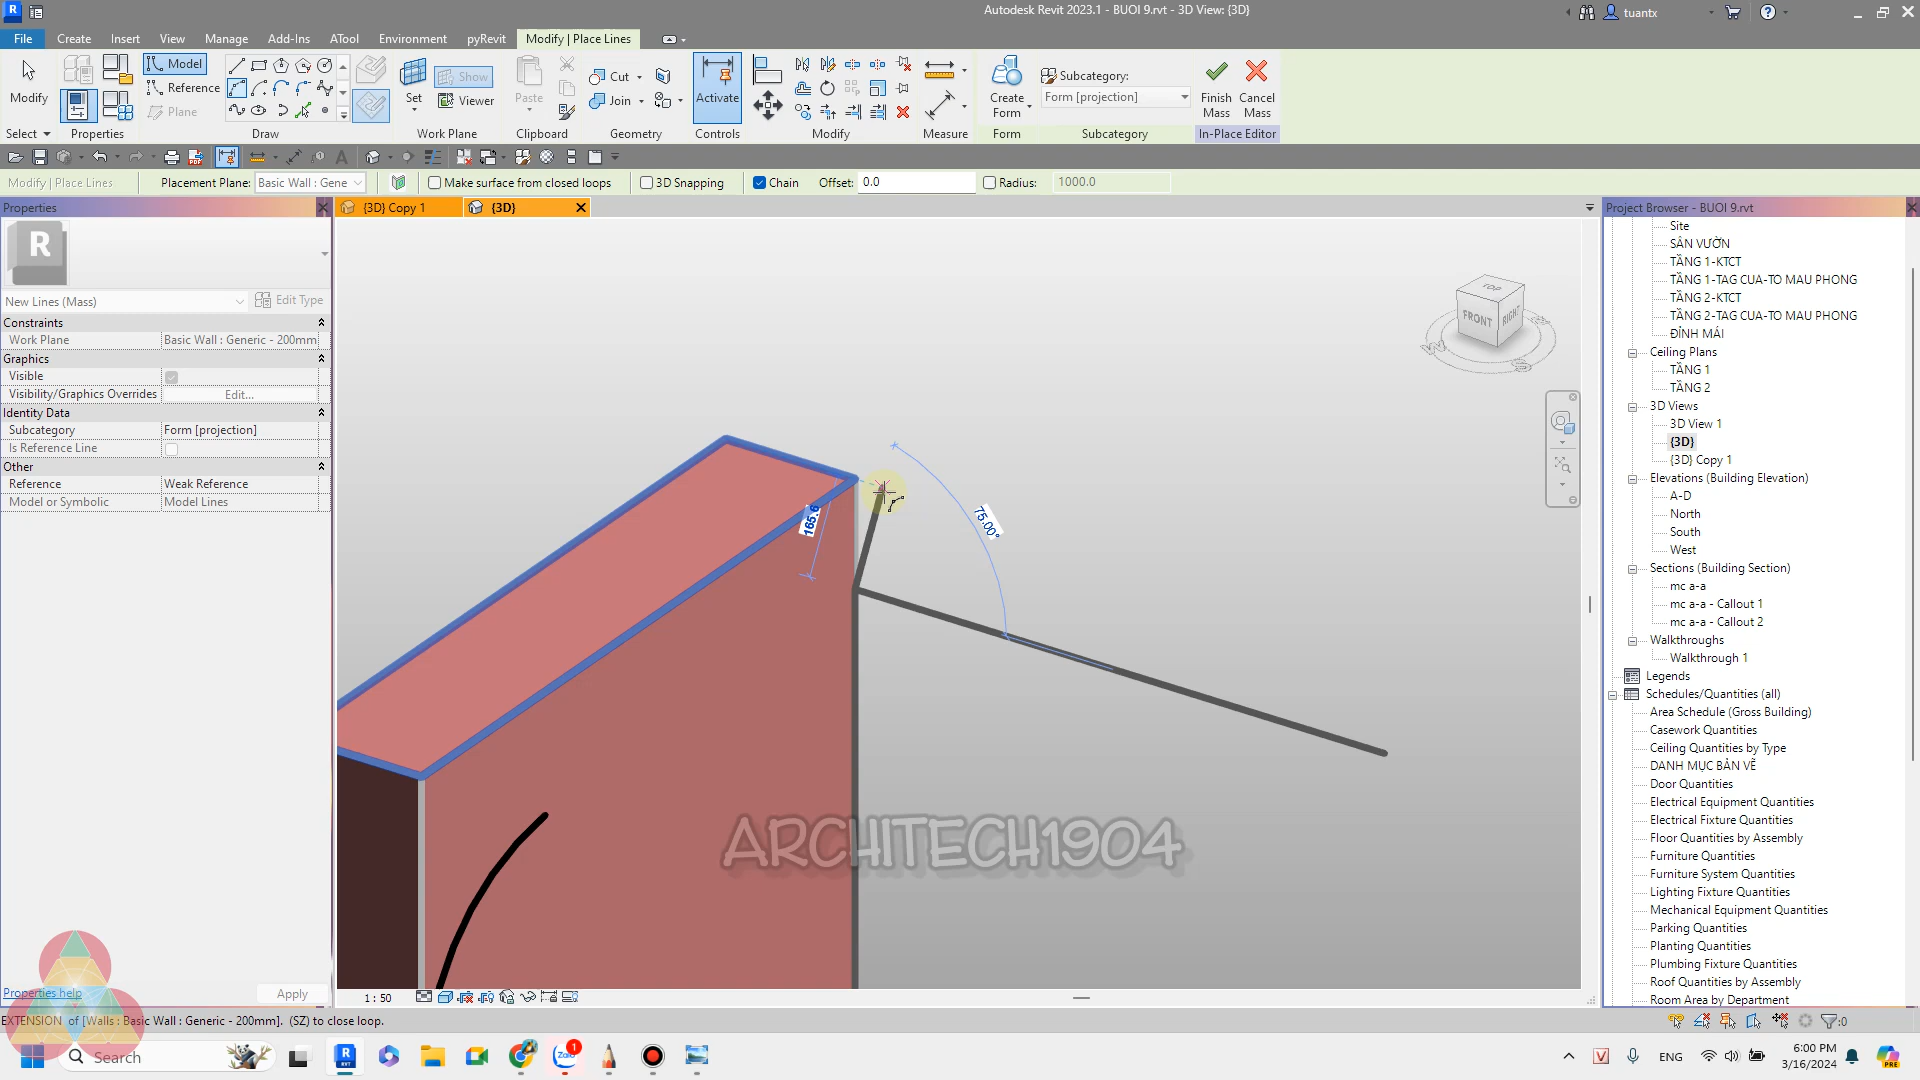 Autodesk Revit 2023.1 - BUOI 9.rvt - 3D View: {3D}
tuantx
File Create Insert View Manage Add-Ins ATool Environment pyRevit Modify | Place Lines
Modify
Select
Properties
Model
Reference
Plane
Draw
Set
Show
Viewer
Work Plane
Paste
Clipboard
Cut
Join
Geometry
Activate
Controls
Modify
Measure
Create Form
Form
Subcategory:
Form [projection]
Subcategory
Finish Mass
Cancel Mass
In-Place Editor
Modify | Place Lines
Placement Plane: Basic Wall : Gene
Make surface from closed loops
3D Snapping
Chain
Offset: 0.0
Radius: 1000.0
Properties
{3D} Copy 1
{3D}
R
New Lines (Mass)
Edit Type
Constraints
Work Plane Basic Wall : Generic - 200mm
Graphics
Visible
Visibility/Graphics Overrides Edit...
Identity Data
Subcategory Form [projection]
Is Reference Line
Other
Reference Weak Reference
Model or Symbolic Model Lines
Properties help
Apply
165.6
75.00°
TOP
FRONT
RIGHT
ARCHITECH1904
1 : 50
Project Browser - BUOI 9.rvt
Site
SÂN VƯỜN
TẦNG 1-KTCT
TẦNG 1-TAG CUA-TO MAU PHONG
TẦNG 2-KTCT
TẦNG 2-TAG CUA-TO MAU PHONG
ĐỈNH MÁI
Ceiling Plans
TẦNG 1
TẦNG 2
3D Views
3D View 1
{3D}
{3D} Copy 1
Elevations (Building Elevation)
A-D
North
South
West
Sections (Building Section)
mc a-a
mc a-a - Callout 1
mc a-a - Callout 2
Walkthroughs
Walkthrough 1
Legends
Schedules/Quantities (all)
Area Schedule (Gross Building)
Casework Quantities
Ceiling Quantities by Type
DANH MỤC BẢN VẼ
Door Quantities
Electrical Equipment Quantities
Electrical Fixture Quantities
Floor Quantities by Assembly
Furniture Quantities
Furniture System Quantities
Lighting Fixture Quantities
Mechanical Equipment Quantities
Parking Quantities
Planting Quantities
Plumbing Fixture Quantities
Roof Quantities by Assembly
Room Area by Department
EXTENSION of [Walls : Basic Wall : Generic - 200mm]. (SZ) to close loop.
:0
Search
Zalo
1
ENG
6:00 PM
3/16/2024
PRE